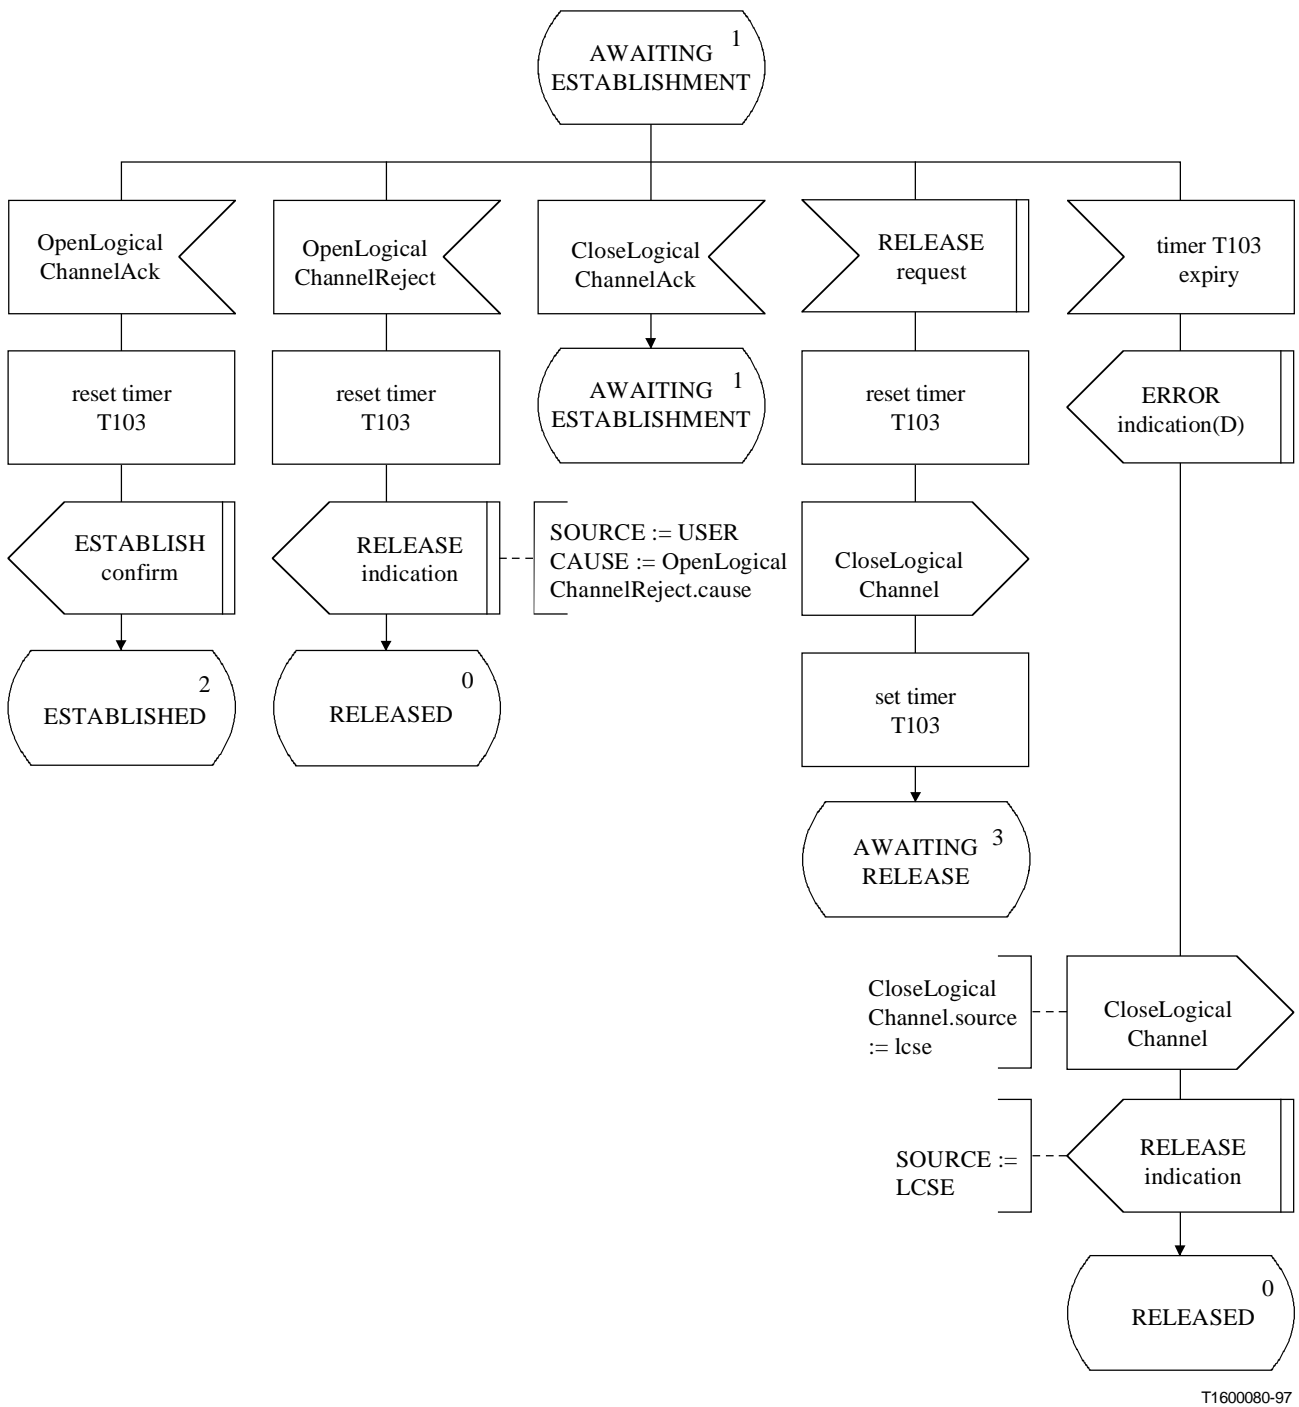 1
AWAITING
ESTABLISHMENT
OpenLogical
ChannelAck
OpenLogical
ChannelReject
CloseLogical
ChannelAck
RELEASE
request
timer T103
expiry
reset timer
T103
reset timer
T103
1
AWAITING
ESTABLISHMENT
reset timer
T103
ERROR
indication(D)
ESTABLISH
confirm
RELEASE
indication
SOURCE := USER
CAUSE := OpenLogical
ChannelReject.cause
CloseLogical
Channel
2
ESTABLISHED
0
RELEASED
set timer
T103
3
AWAITING
RELEASE
CloseLogical
Channel.source
:= lcse
CloseLogical
Channel
SOURCE :=
LCSE
RELEASE
indication
0
RELEASED
T1600080-97